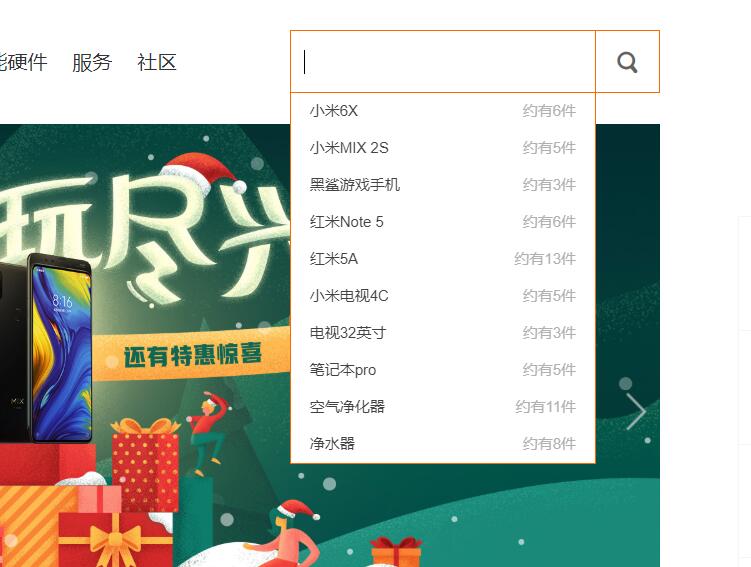 能硬件 服务 社区
小米6X 约有6件
小米MIX 2S 约有5件
黑鲨游戏手机 约有3件
红米Note 5 约有6件
红米5A 约有13件
小米电视4C 约有5件
电视32英寸 约有3件
笔记本pro 约有5件
空气净化器 约有11件
净水器 约有8件
玩尽兴
8:16
MIX
还有特惠惊喜